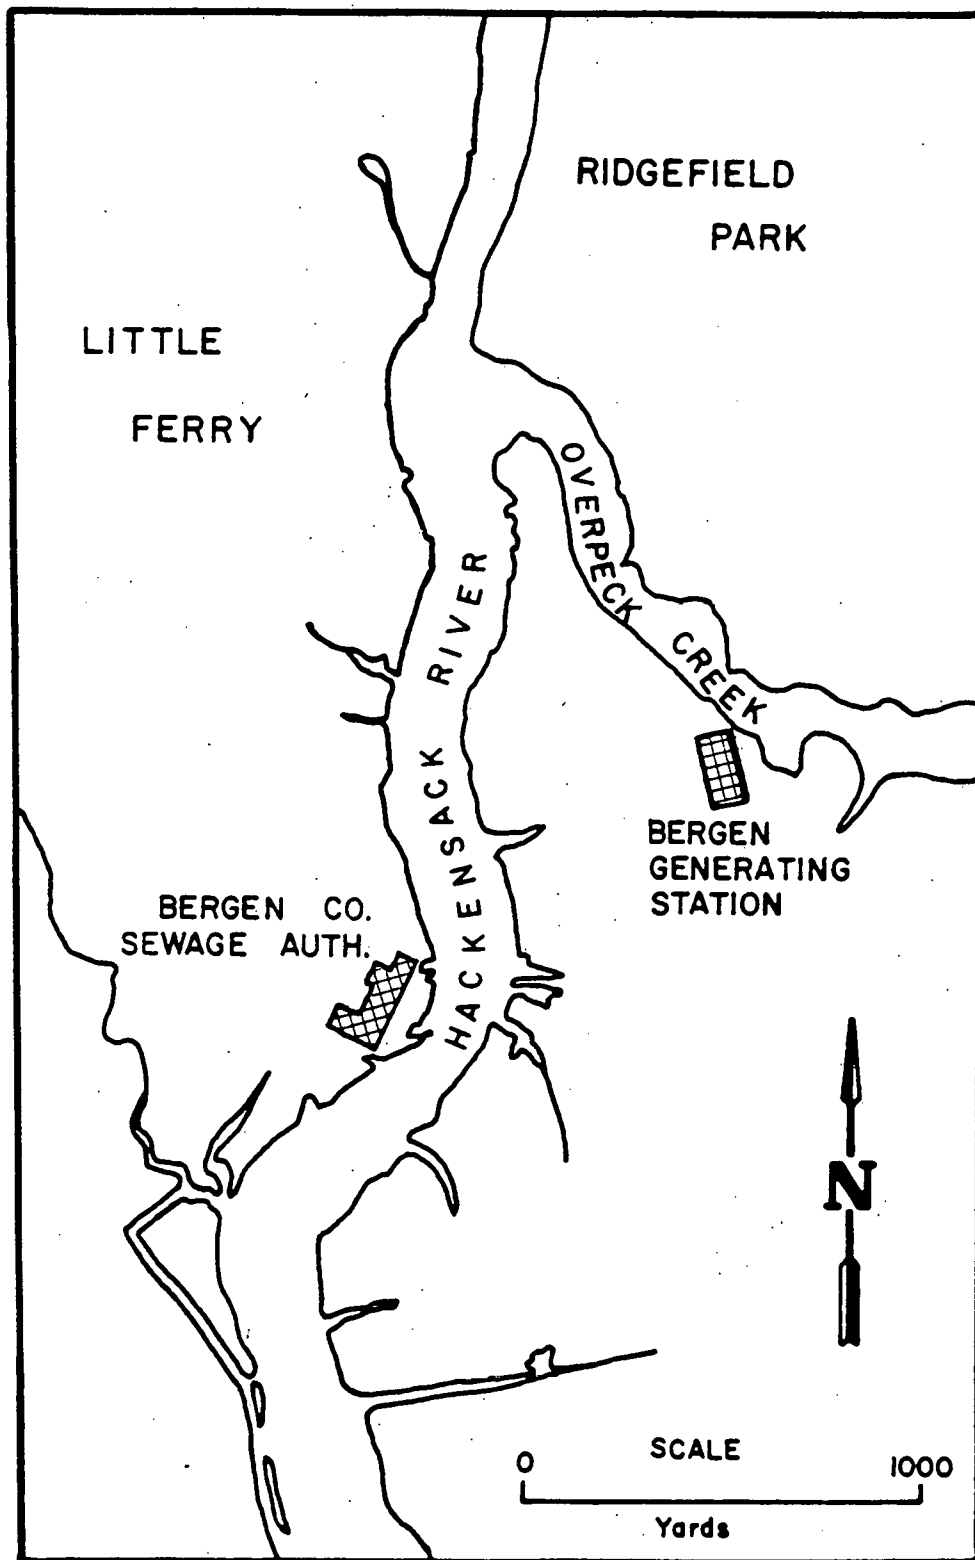 RIDGEFIELD
PARK
LITTLE
FERRY
OVERPECK CREEK
HACKENSACK RIVER
BERGEN
GENERATING
STATION
BERGEN CO.
SEWAGE AUTH.
N
SCALE
0 1000
Yards